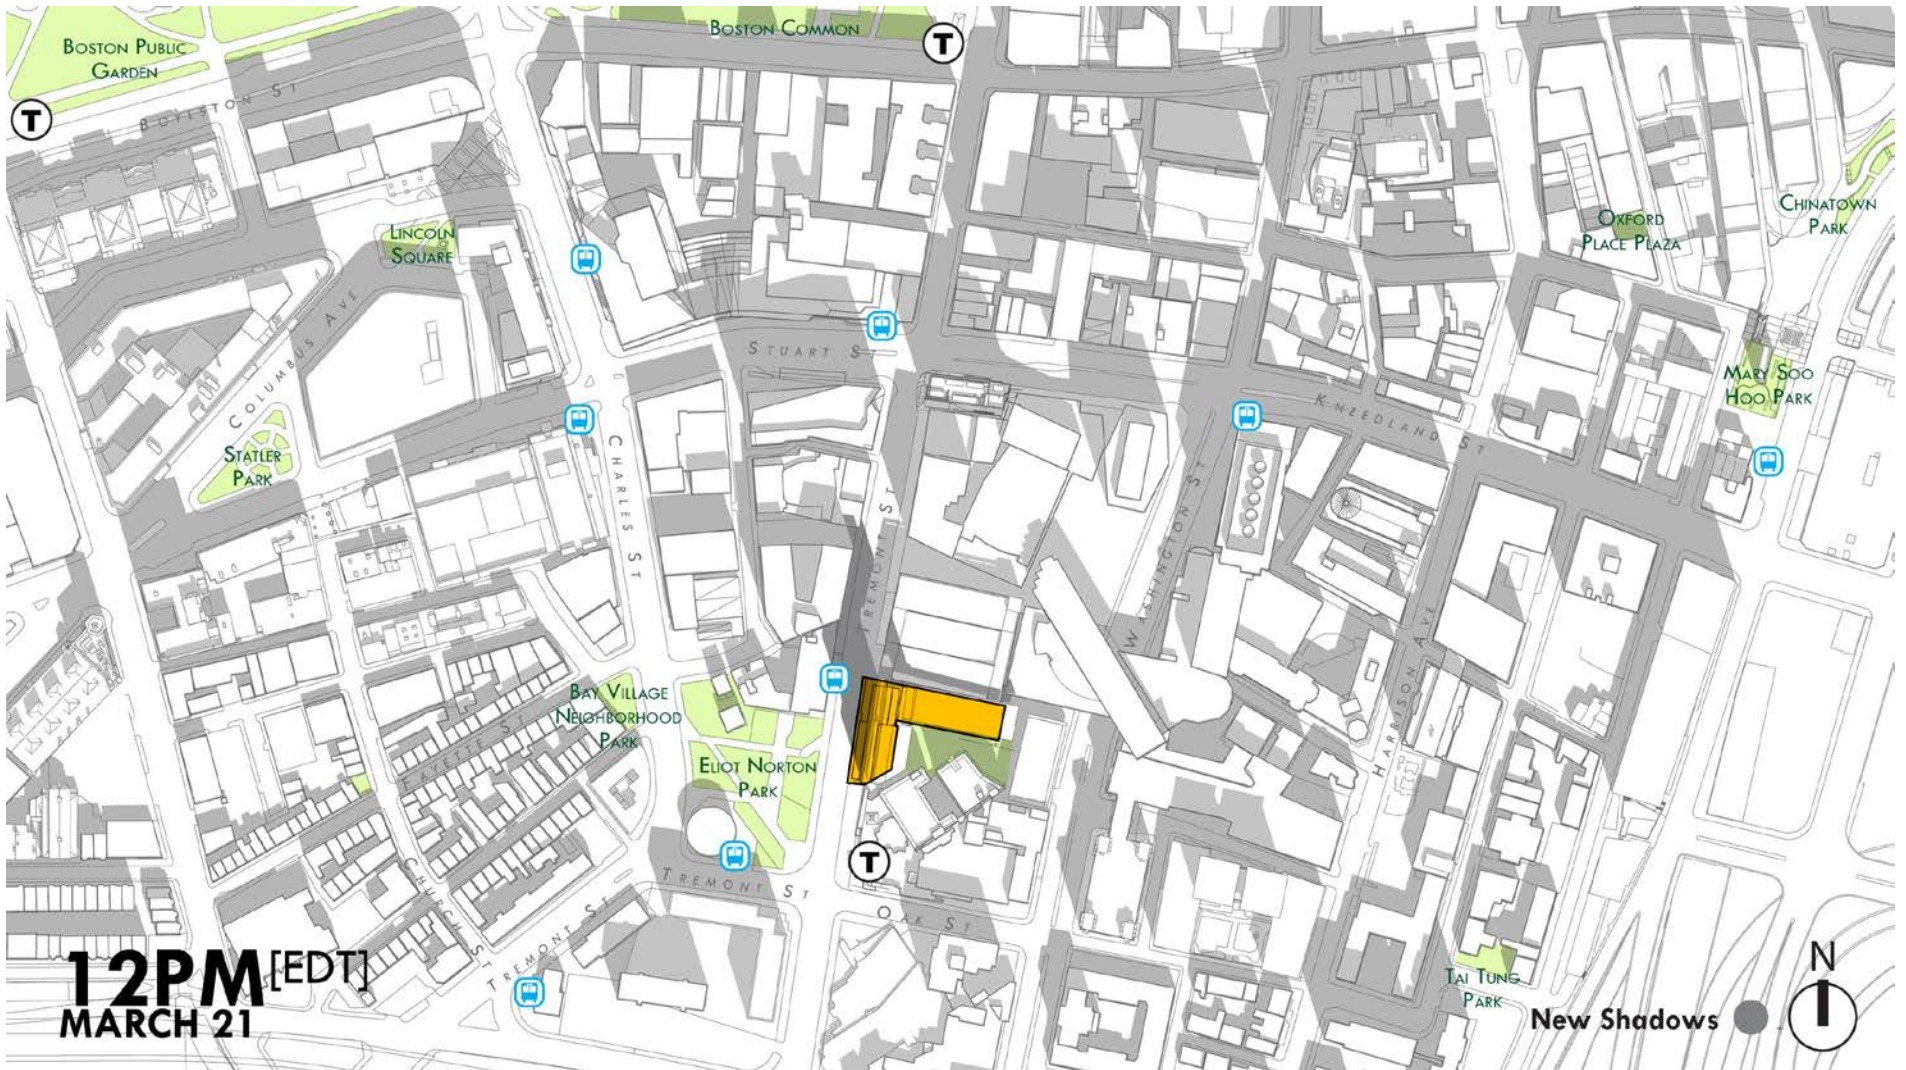 BOSTON PUBLIC
GARDEN
BOSTON COMMON
T
T
BOYLSTON ST
LINCOLN
SQUARE
OXFORD
PLACE PLAZA
CHINATOWN
PARK
COLUMBUS AVE
STUART ST
MARY SOO
HOO PARK
KNEEDLAND ST
STATLER
PARK
CHARLES ST
TREMONT ST
WASHINGTON ST
HARRISON AVE
BAY VILLAGE
NEIGHBORHOOD
PARK
FAYETTE ST
ELIOT NORTON
PARK
T
TREMONT ST
CHURCH ST
OAK ST
TREMONT ST
12PM [EDT]
MARCH 21
TAI TUNG
PARK
New Shadows
N